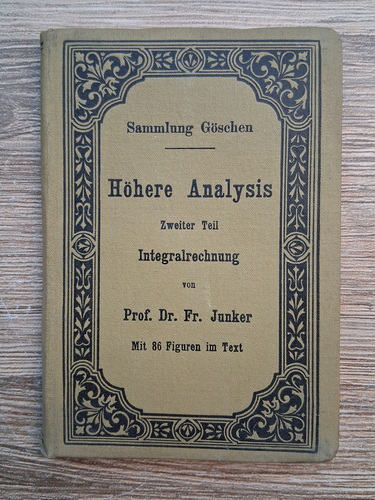 Sammlung Göschen
Höhere Analysis
Zweiter Teil
Integralrechnung
von
Prof. Dr. Fr. Junker
Mit 86 Figuren im Text